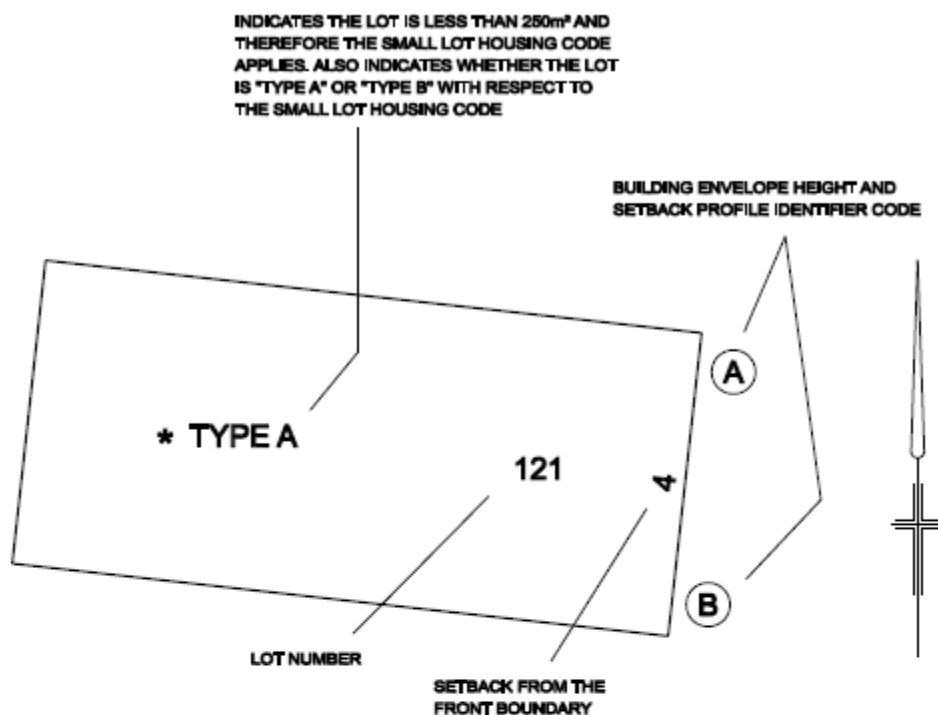 INDICATES THE LOT IS LESS THAN 250m² AND
THEREFORE THE SMALL LOT HOUSING CODE
APPLIES. ALSO INDICATES WHETHER THE LOT
IS "TYPE A" OR "TYPE B" WITH RESPECT TO
THE SMALL LOT HOUSING CODE
BUILDING ENVELOPE HEIGHT AND
SETBACK PROFILE IDENTIFIER CODE
A
* TYPE A
121
4
B
LOT NUMBER
SETBACK FROM THE
FRONT BOUNDARY